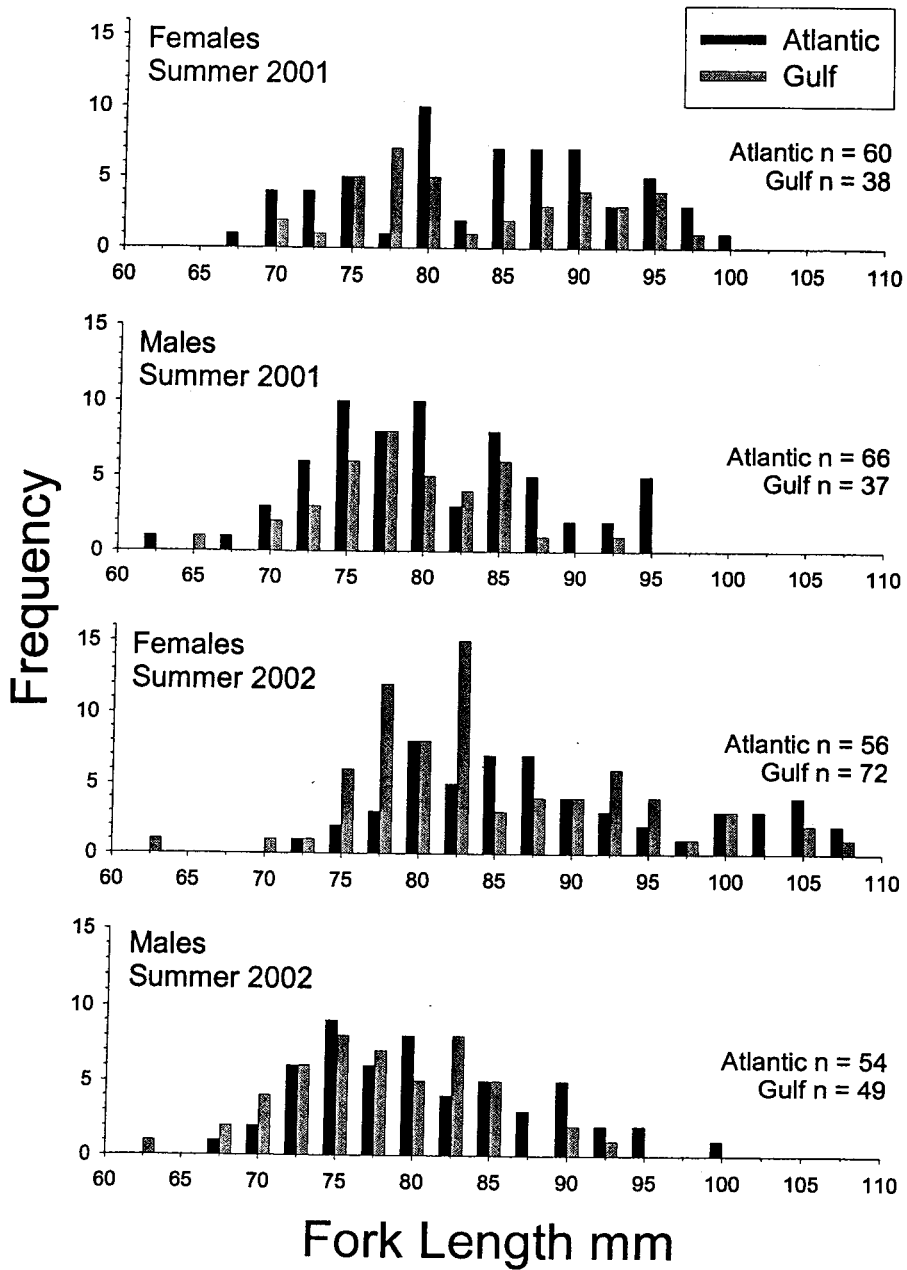 Females
Summer 2001
Atlantic
Gulf
Atlantic n = 60
Gulf n = 38
10
5
0
60 65 70 75 80 85 90 95 100 105 110
Males
Summer 2001
Atlantic n = 66
Gulf n = 37
15
10
5
0
60 65 70 75 80 85 90 95 100 105 110
Frequency
Females
Summer 2002
Atlantic n = 56
Gulf n = 72
15
10
5
0
60 65 70 75 80 85 90 95 100 105 110
Males
Summer 2002
Atlantic n = 54
Gulf n = 49
15
10
5
0
60 65 70 75 80 85 90 95 100 105 110
Fork Length mm